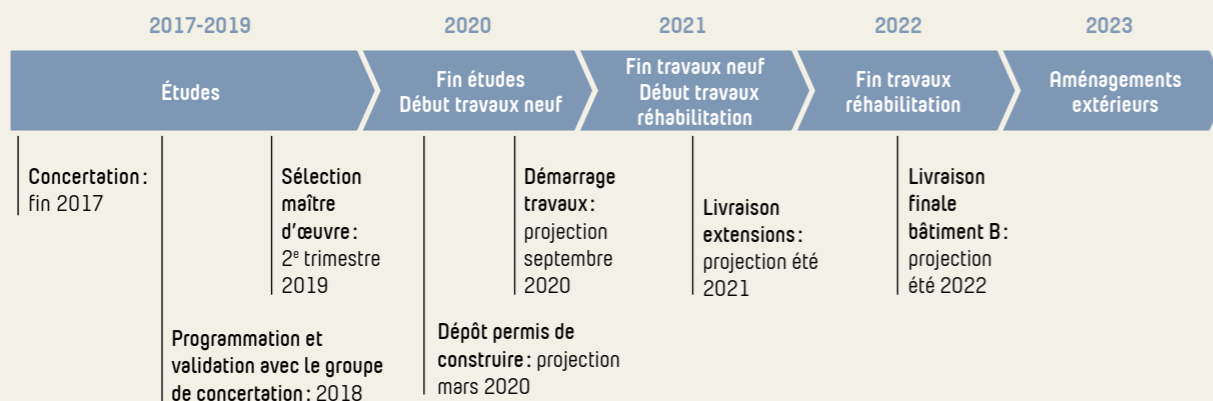 2017-2019
2020
2021
2022
2023
Études
Fin études
Début travaux neuf
Fin travaux neuf
Début travaux
réhabilitation
Fin travaux
réhabilitation
Aménagements
extérieurs
Concertation :
fin 2017
Programmation et
validation avec le groupe
de concertation : 2018
Sélection
maître
d'œuvre :
2e trimestre
2019
Dépôt permis de
construire : projection
mars 2020
Démarrage
travaux :
projection
septembre
2020
Livraison
extensions :
projection été
2021
Livraison
finale
bâtiment B :
projection
été 2022